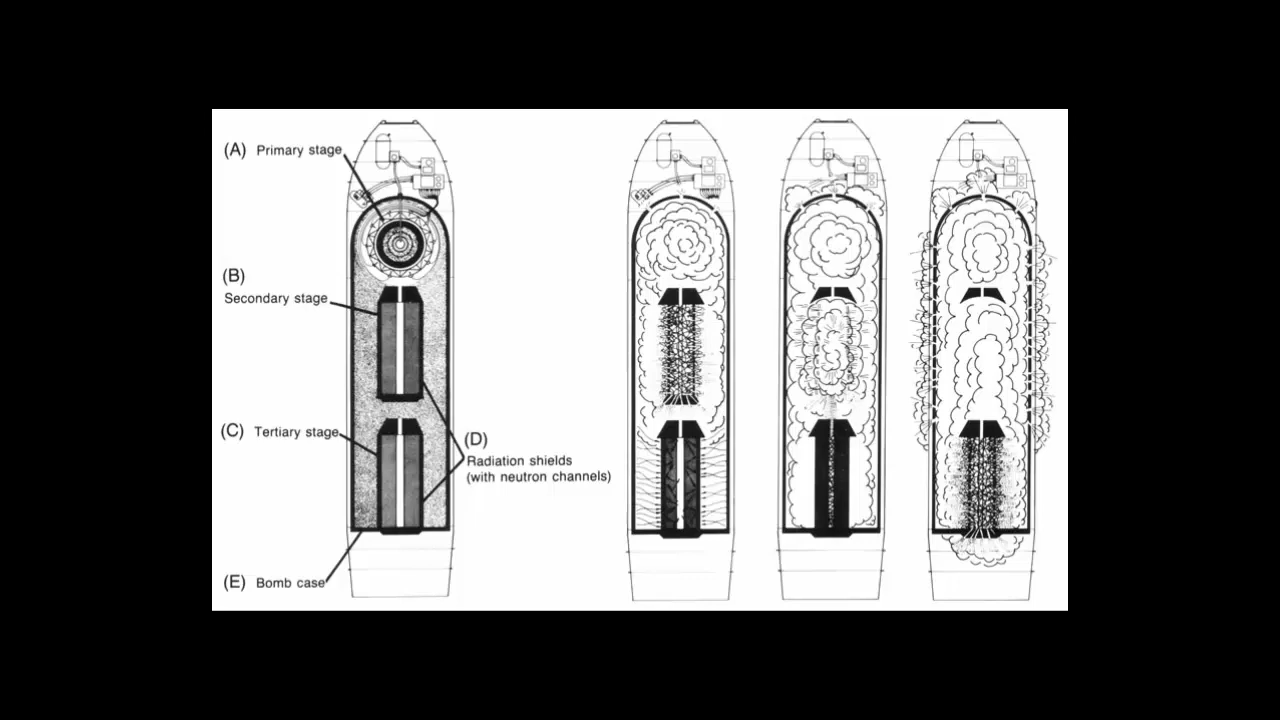 (A) Primary stage
(B)
Secondary stage
(C) Tertiary stage
(D)
Radiation shields
(with neutron channels)
(E) Bomb case